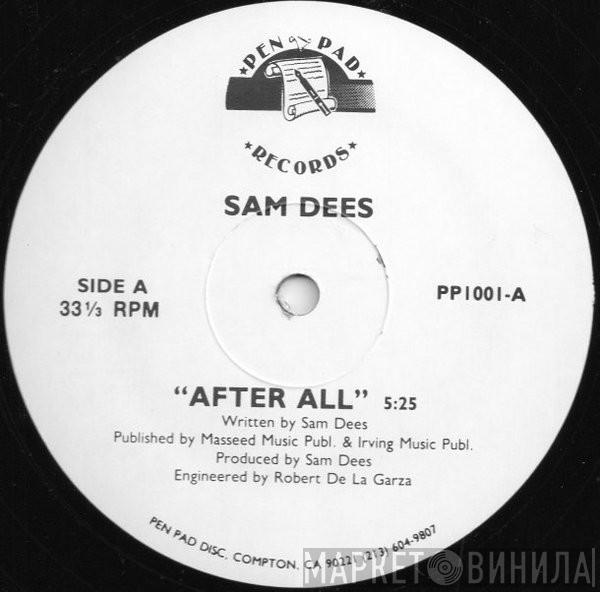 PEN PAD
RECORDS
SAM DEES
SIDE A
33⅓ RPM
PP1001-A
"AFTER ALL" 5:25
Written by Sam Dees
Published by Masseed Music Publ. & Irving Music Publ.
Produced by Sam Dees
Engineered by Robert De La Garza
PEN PAD DISC, COMPTON, CA 90221 (213) 604-9807
МАРКЕТ ВИНИЛА